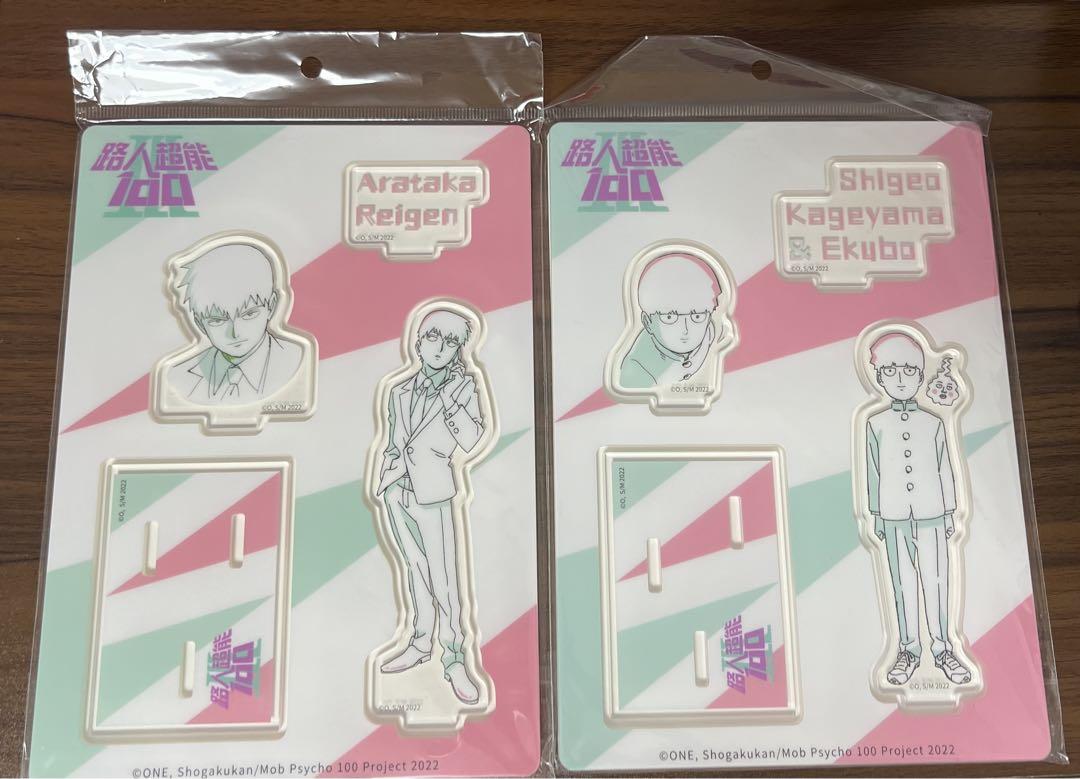 路人超能
100
III
Arataka
Reigen
©O, S/M 2022
©O, S/M 2022
©O, S/M 2022
路人超能
100
III
©O, S/M 2022
©ONE, Shogakukan/Mob Psycho 100 Project 2022
路人超能
100
III
Shigeo
Kageyama
& Ekubo
©O, S/M 2022
©O, S/M 2022
©O, S/M 2022
路人超能
100
III
©O, S/M 2022
©ONE, Shogakukan/Mob Psycho 100 Project 2022